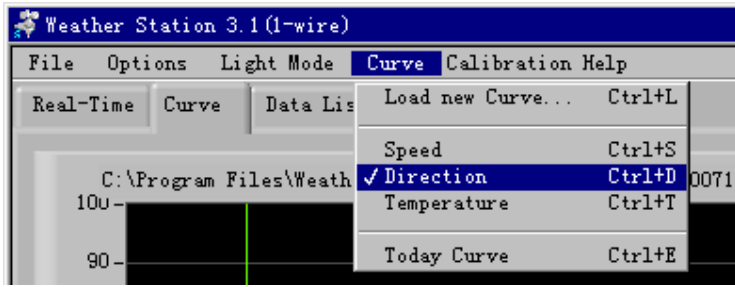 Weather Station 3.1(1-wire)
File Options Light Mode Curve Calibration Help
Real-Time Curve Data Lis
Load new Curve... Ctrl+L
Speed Ctrl+S
C:\Program Files\Weath
✓Direction Ctrl+D
0071
Temperature Ctrl+T
100
Today Curve Ctrl+E
90